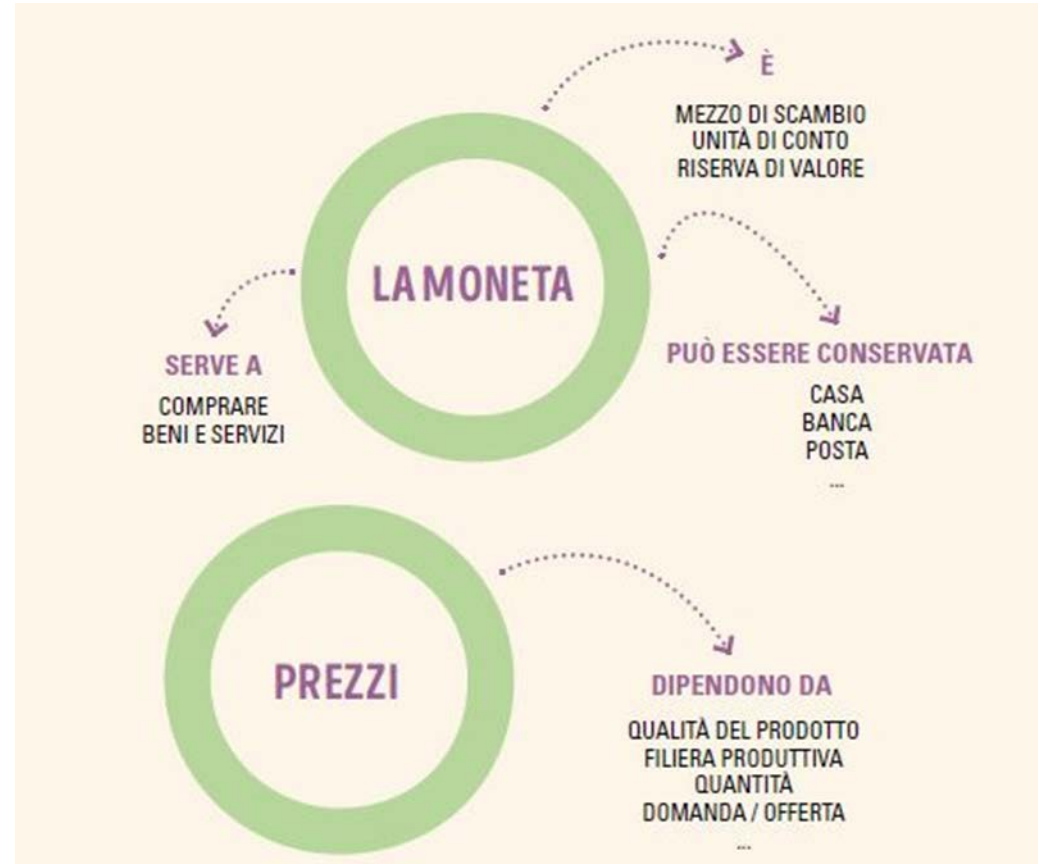 È
MEZZO DI SCAMBIO
UNITÀ DI CONTO
RISERVA DI VALORE
LA MONETA
SERVE A
COMPRARE
BENI E SERVIZI
PUÒ ESSERE CONSERVATA
CASA
BANCA
POSTA
...
PREZZI
DIPENDONO DA
QUALITÀ DEL PRODOTTO
FILIERA PRODUTTIVA
QUANTITÀ
DOMANDA / OFFERTA
...